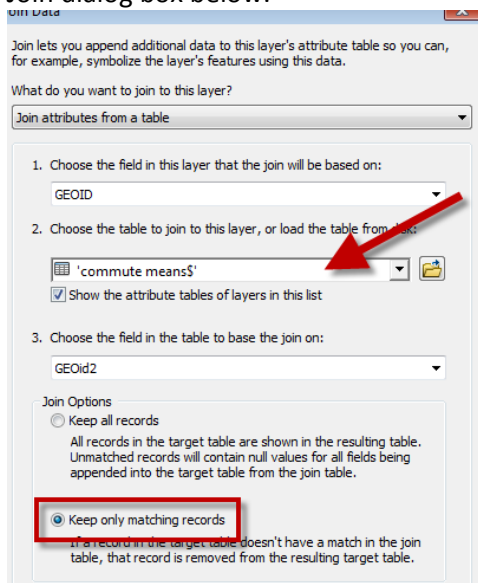 Join dialog box below.
Join Data
Join lets you append additional data to this layer's attribute table so you can,
for example, symbolize the layer's features using this data.
What do you want to join to this layer?
Join attributes from a table
1. Choose the field in this layer that the join will be based on:
GEOID
2. Choose the table to join to this layer, or load the table from disk:
'commute means$'
Show the attribute tables of layers in this list
3. Choose the field in the table to base the join on:
GEOid2
Join Options
Keep all records
All records in the target table are shown in the resulting table.
Unmatched records will contain null values for all fields being
appended into the target table from the join table.
Keep only matching records
If a record in the target table doesn't have a match in the join
table, that record is removed from the resulting target table.